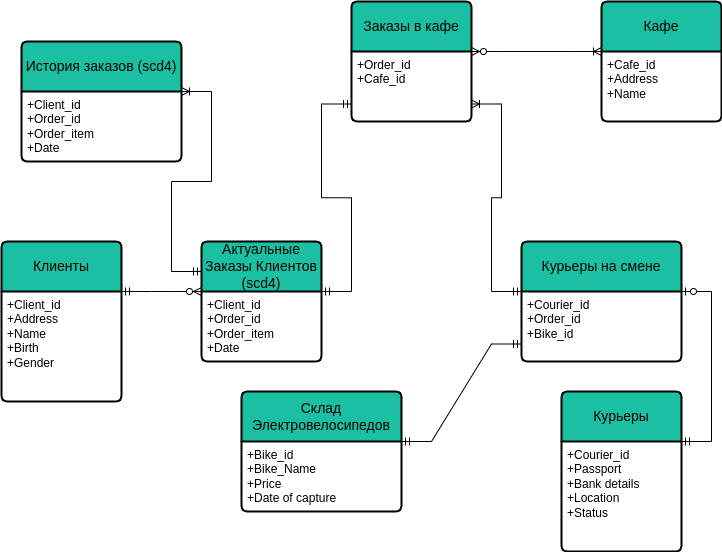 Заказы в кафе
+Order_id
+Cafe_id
Кафе
+Cafe_id
+Address
+Name
История заказов (scd4)
+Client_id
+Order_id
+Order_item
+Date
Клиенты
+Client_id
+Address
+Name
+Birth
+Gender
Актуальные
Заказы Клиентов
(scd4)
+Client_id
+Order_id
+Order_item
+Date
Курьеры на смене
+Courier_id
+Order_id
+Bike_id
Склад
Электровелосипедов
+Bike_id
+Bike_Name
+Price
+Date of capture
Курьеры
+Courier_id
+Passport
+Bank details
+Location
+Status